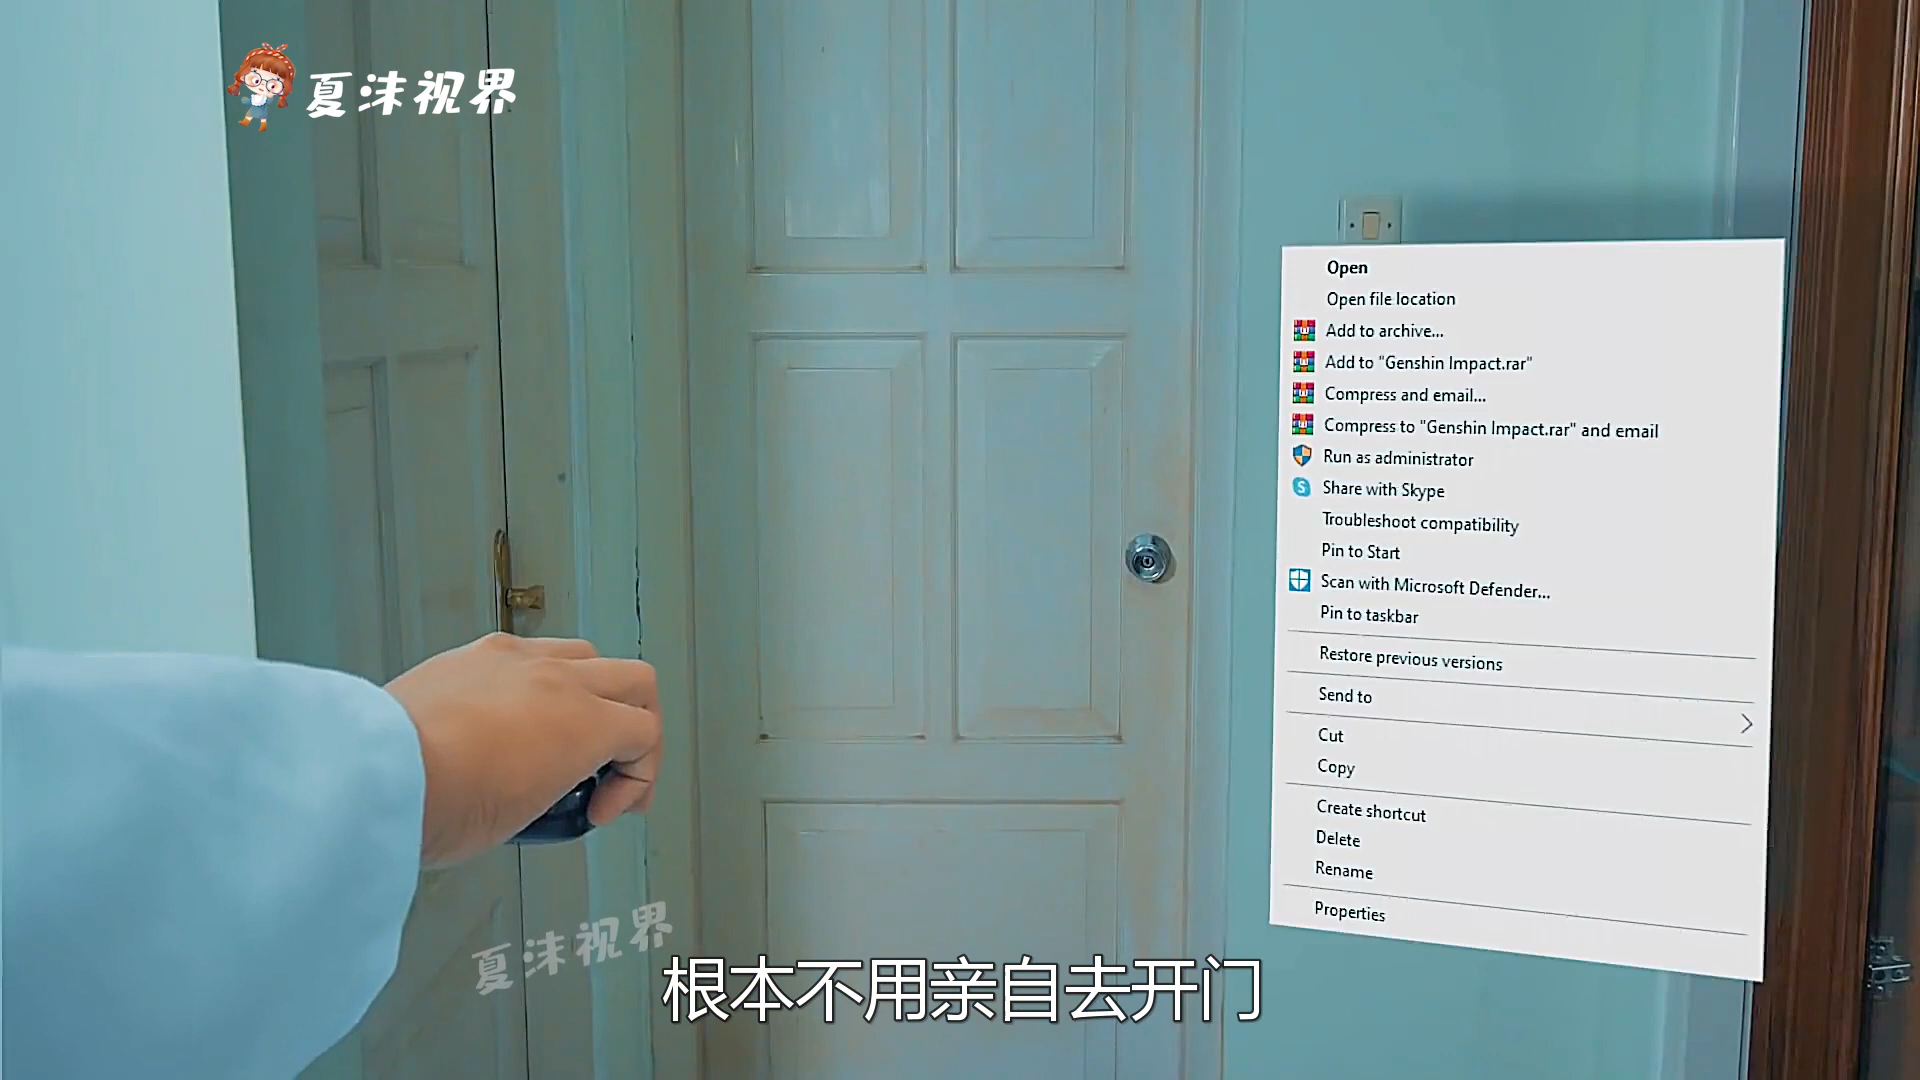 夏沫视界
Open
Open file location
Add to archive...
Add to "Genshin Impact.rar"
Compress and email...
Compress to "Genshin Impact.rar" and email
Run as administrator
Share with Skype
Troubleshoot compatibility
Pin to Start
Scan with Microsoft Defender...
Pin to taskbar
Restore previous versions
Send to
Cut
Copy
Create shortcut
Delete
Rename
Properties
夏沫视界
根本不用亲自去开门